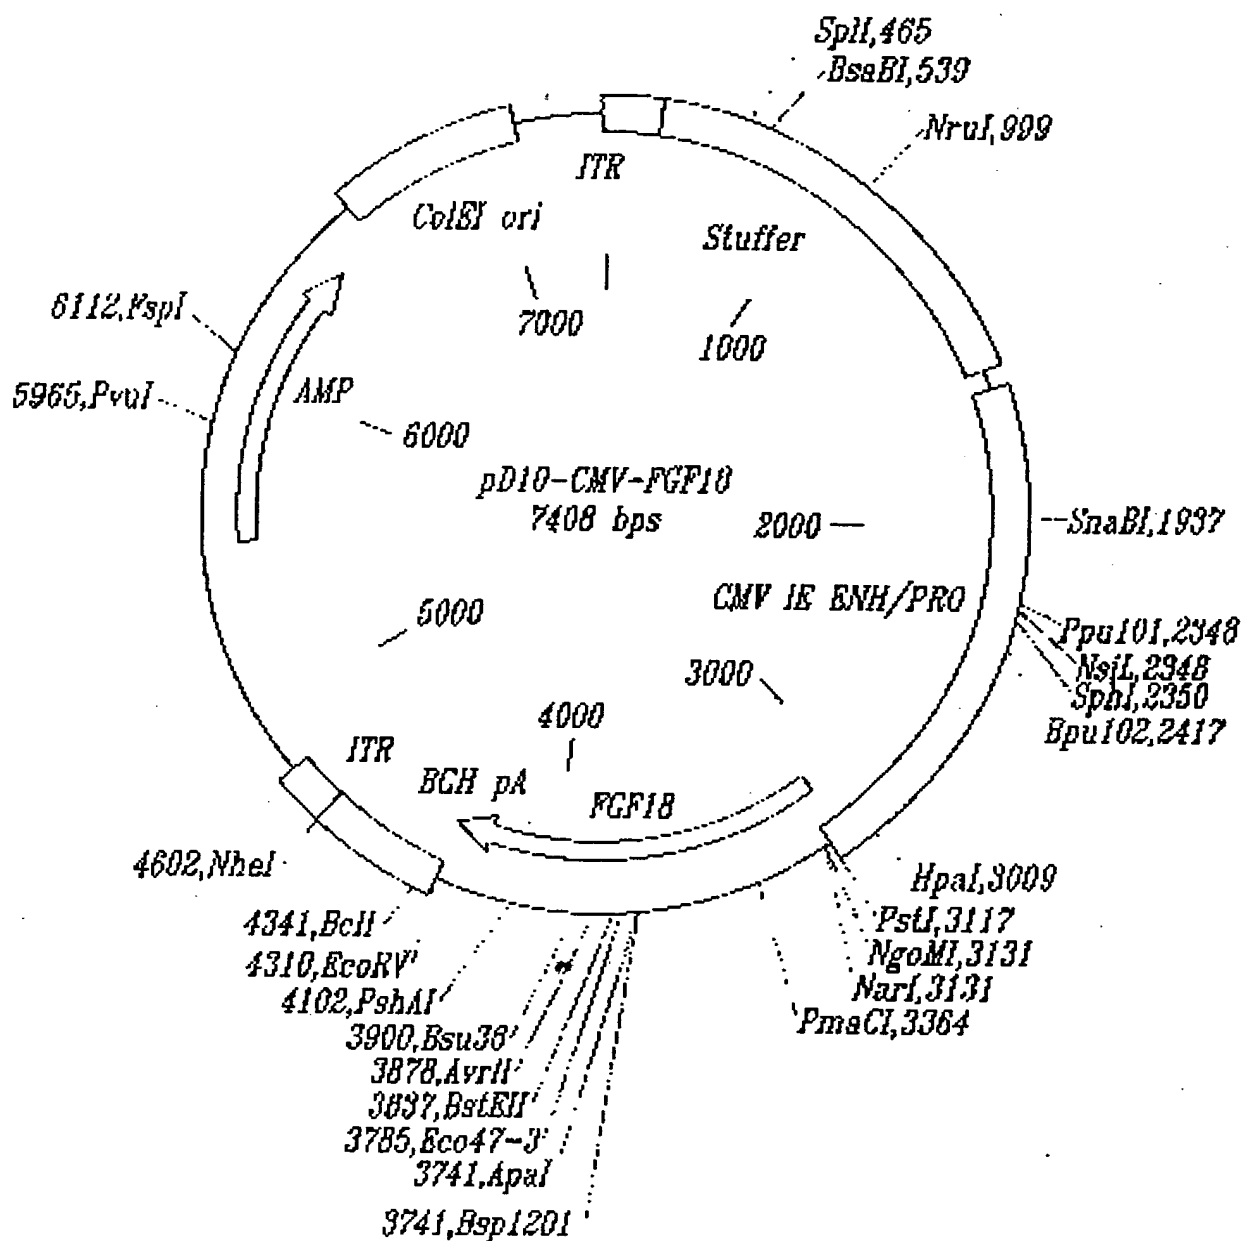 SplI,465
BsaBI,539
NruI,999
ITR
ColEI ori
Stuffer
7000
1000
6112,FspI
5965,PvuI
AMP
6000
pD10-CMV-FGF18
7408 bps
2000
SnaBI,1937
CMV IE ENH/PRO
5000
Ppu101,2348
NsiI,2348
SphI,2350
Bpu102,2417
3000
4000
ITR
BGH pA
FGF18
4602,NheI
HpaI,3009
PstI,3117
NgoMI,3131
NarI,3131
PmaCI,3364
4341,BclI
4310,EcoRV
4102,PshAI
3900,Bsu36
3878,AvrII
3837,BstEII
3785,Eco47-3
3741,ApaI
3741,Bsp1201